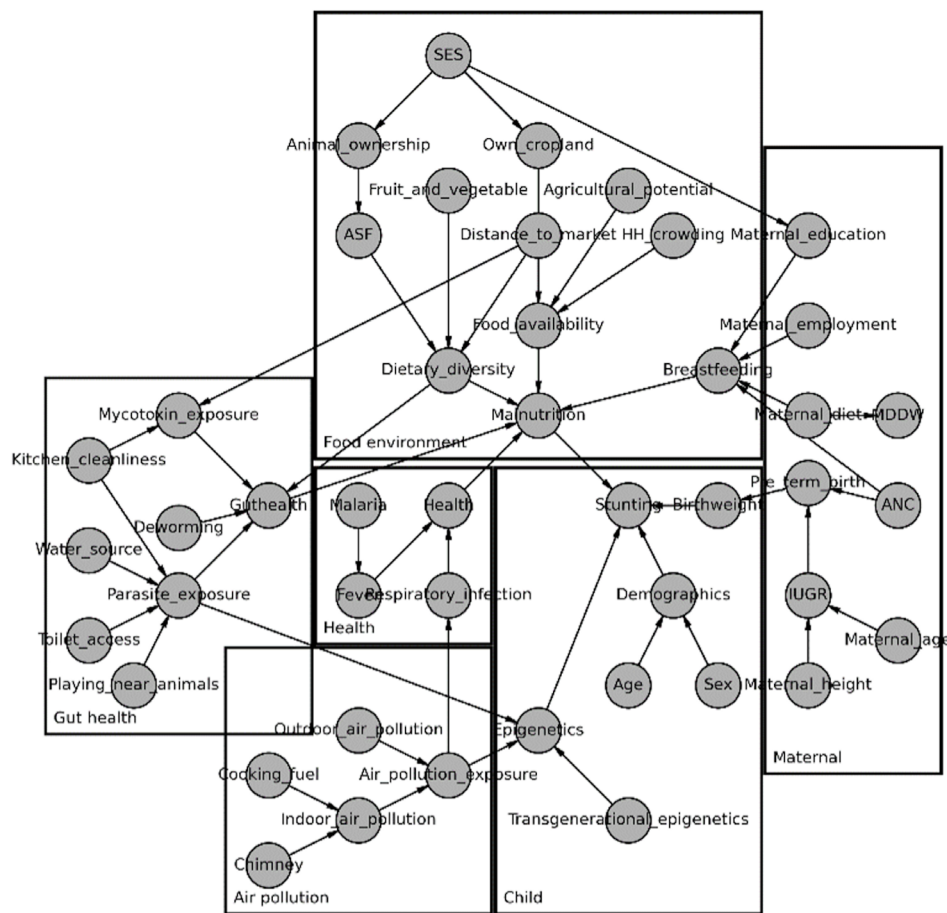 SES
Animal_ownership
Own_cropland
Fruit_and_vegetable
Agricultural_potential
ASF
Distance_to_market
HH_crowding
Maternal_education
Food_availability
Maternal_employment
Dietary_diversity
Breastfeeding
Mycotoxin_exposure
Malnutrition
Maternal_diet
MDDW
Food environment
Kitchen_cleanliness
Pre_term_birth
Guthealth
Malaria
Health
Stunting
Birthweight
ANC
Deworming
Water_source
Parasite_exposure
Fever
Respiratory_infection
Demographics
IUGR
Health
Toilet_access
Maternal_age
Playing_near_animals
Age
Sex
Maternal_height
Gut health
Outdoor_air_pollution
Epigenetics
Maternal
Cooking_fuel
Air_pollution_exposure
Indoor_air_pollution
Transgenerational_epigenetics
Chimney
Air pollution
Child